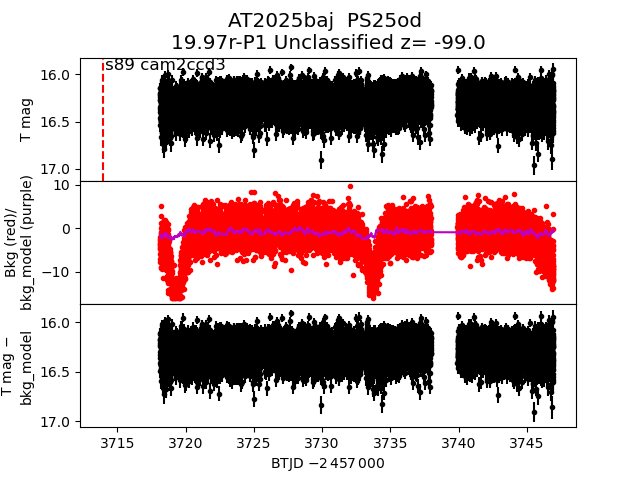 AT2025baj  PS25od
19.97r-P1 Unclassified z= -99.0
s89 cam2ccd3
16.0
16.5
17.0
T mag
10
0
−10
Bkg (red)/
bkg_model (purple)
16.0
16.5
17.0
T mag −
bkg_model
3715
3720
3725
3730
3735
3740
3745
BTJD −2 457 000